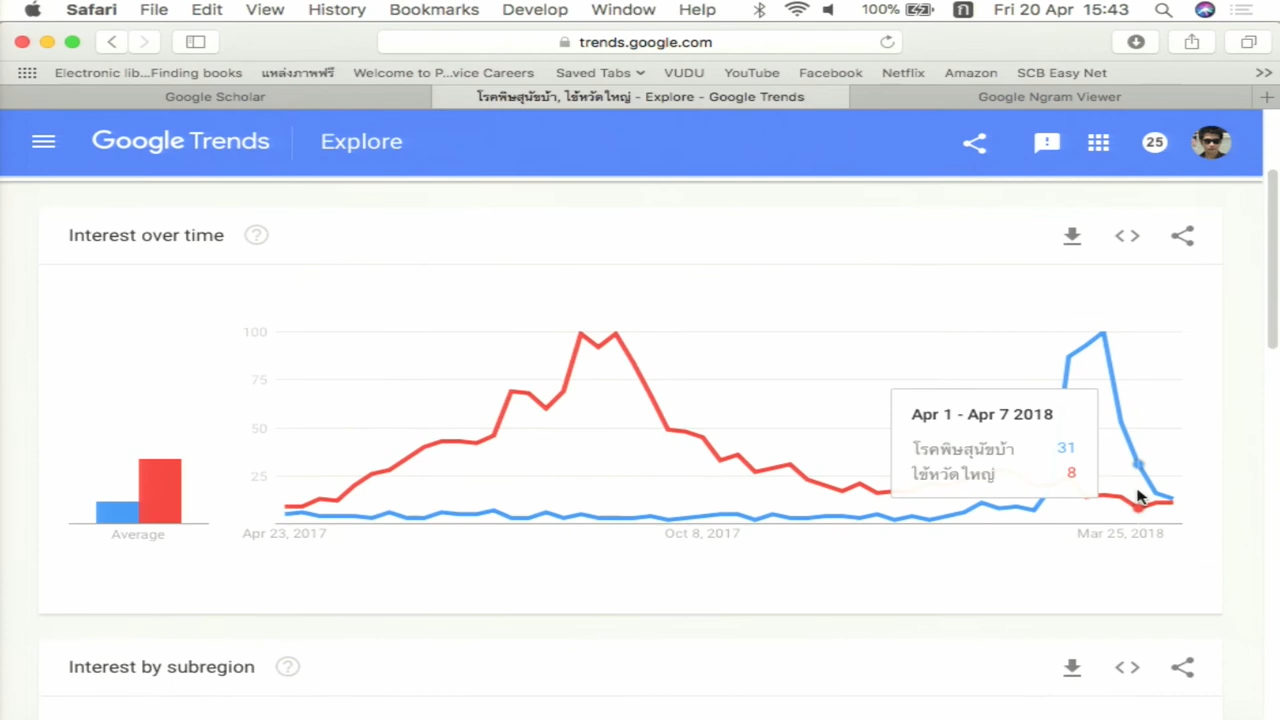 Safari File Edit View History Bookmarks Develop Window Help 100% ก Fri 20 Apr 15:43
trends.google.com
Electronic lib...Finding books แหล่งภาพฟรี Welcome to P...vice Careers Saved Tabs VUDU YouTube Facebook Netflix Amazon SCB Easy Net >>
Google Scholar โรคพิษสุนัขบ้า, ไข้หวัดใหญ่ - Explore - Google Trends Google Ngram Viewer +
Google Trends Explore 25
Interest over time ?
100
75
50
25
Apr 1 - Apr 7 2018
โรคพิษสุนัขบ้า 31
ไข้หวัดใหญ่ 8
Average Apr 23, 2017 Oct 8, 2017 Mar 25, 2018
Interest by subregion ?